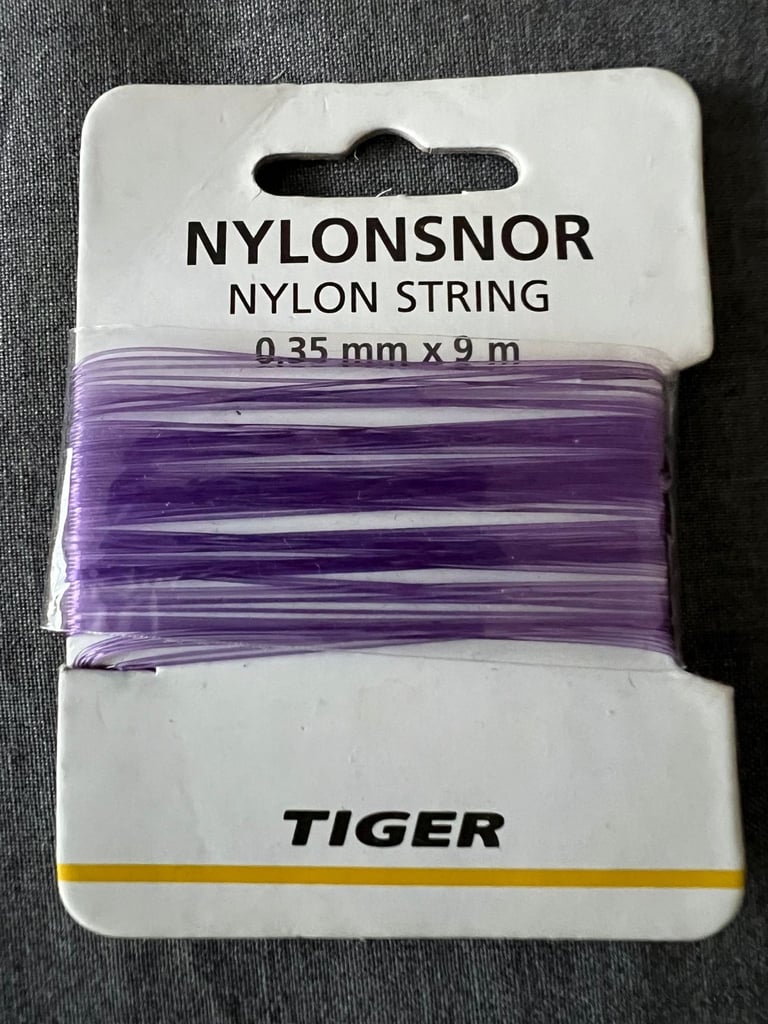 NYLONSNOR
NYLON STRING
0,35 mm x 9 m
TIGER